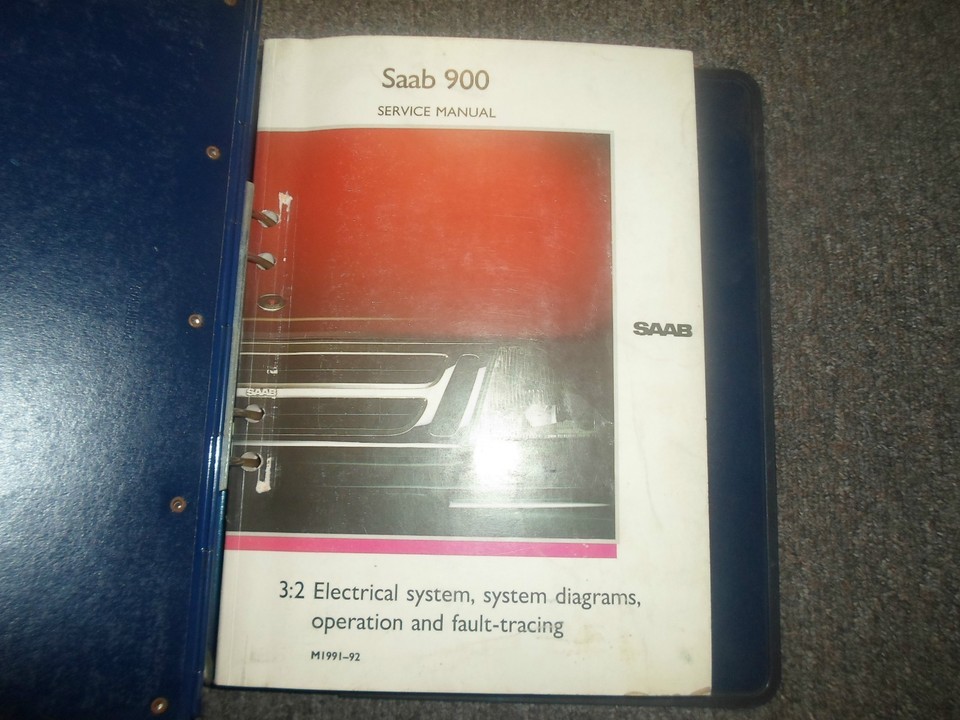 Saab 900
SERVICE MANUAL
SAAB
SAAB
3:2 Electrical system, system diagrams,
operation and fault-tracing
M1991-92